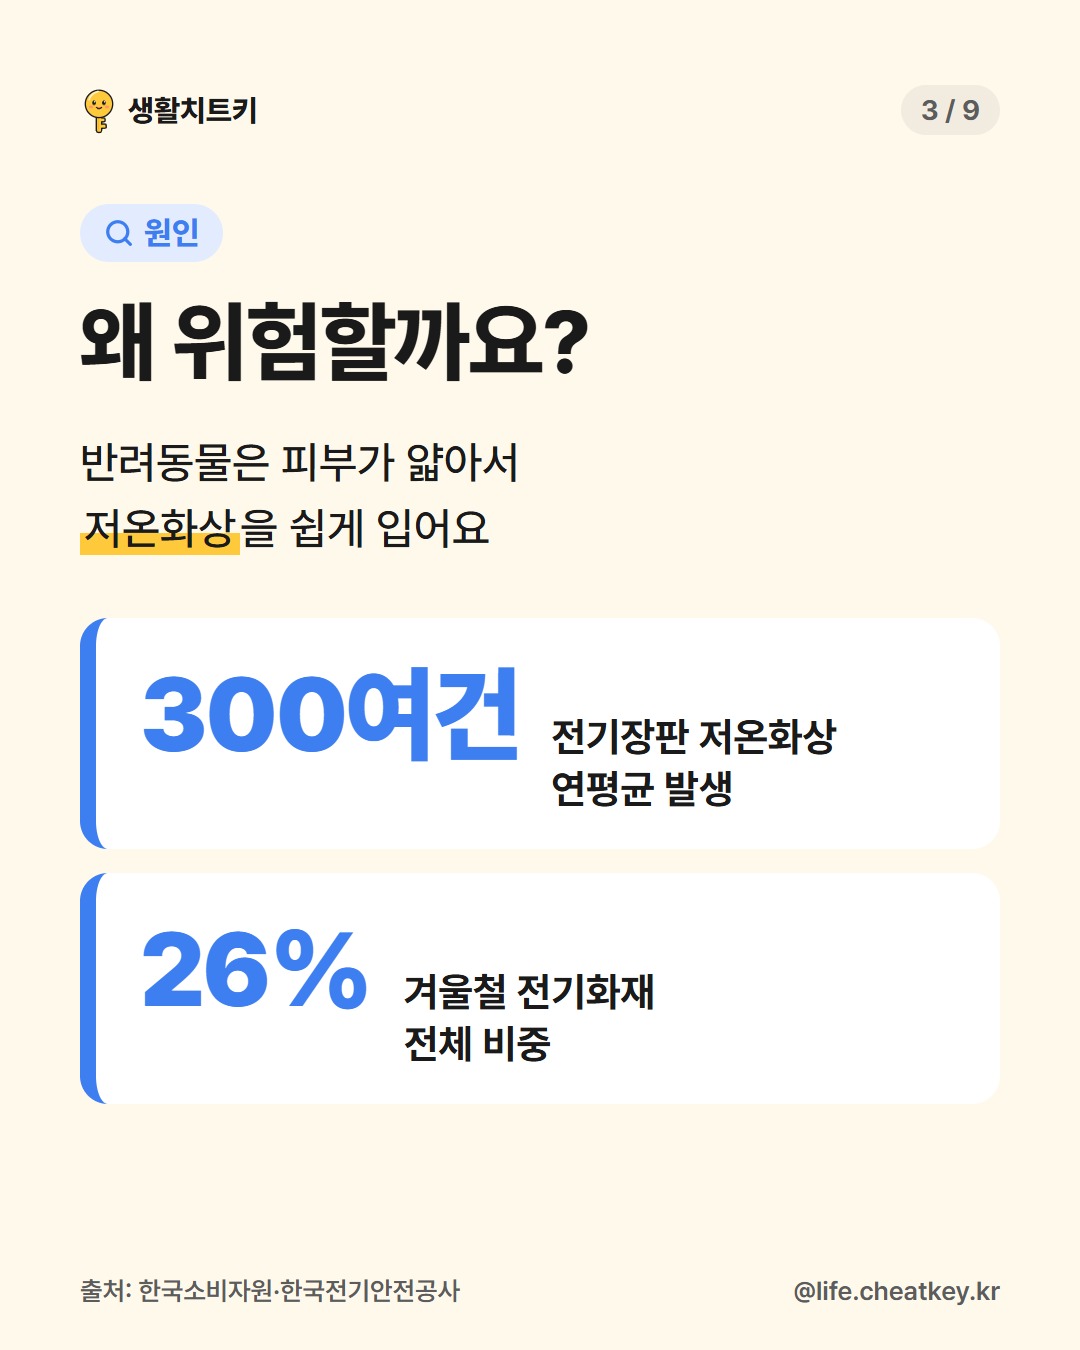 생활치트키
3 / 9
원인
왜 위험할까요?
반려동물은 피부가 얇아서
저온화상을 쉽게 입어요
300여건
전기장판 저온화상
연평균 발생
26%
겨울철 전기화재
전체 비중
출처: 한국소비자원·한국전기안전공사
@life.cheatkey.kr